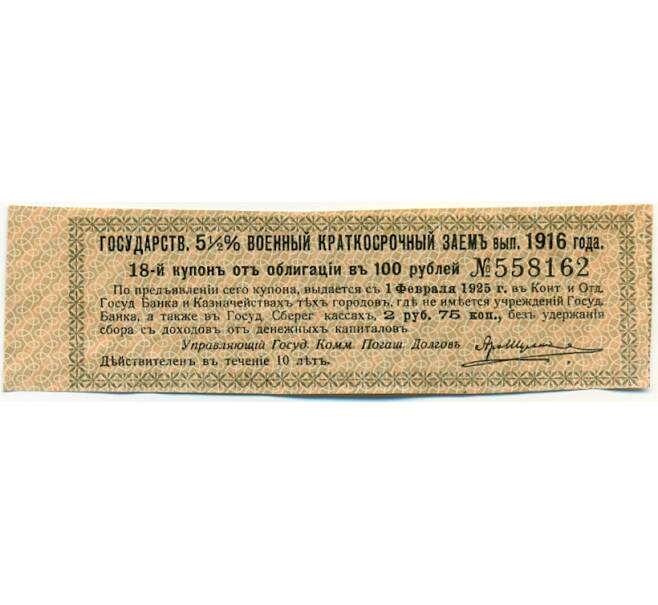 ГОСУДАРСТВ. 5½% ВОЕННЫЙ КРАТКОСРОЧНЫЙ ЗАЕМЪ вып. 1916 года.
18-й купонъ отъ облигаціи въ 100 рублей №558162
По предъявленіи сего купона, выдается съ 1 Февраля 1925 г. въ Конт и Отд.
Госуд Банка и Казначействахъ тѣхъ городовъ, гдѣ не имѣется учрежденій Госуд.
Банка, а также въ Госуд Сберег кассахъ, 2 руб. 75 коп., безъ удержанія
сбора съ доходовъ отъ денежныхъ капиталовъ.
Управляющій Госуд. Комм. Погаш. Долговъ
Дѣйствителенъ въ теченіе 10 лѣтъ.